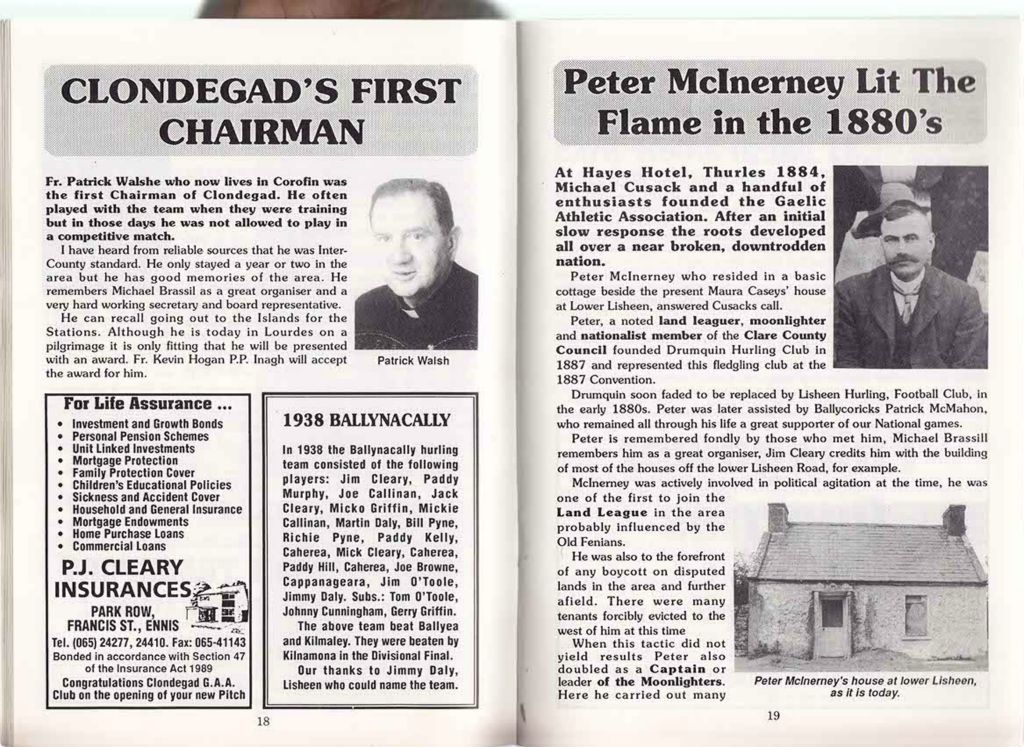 CLONDEGAD'S FIRST
CHAIRMAN
Fr. Patrick Walshe who now lives in Corofin was
the first Chairman of Clondegad. He often
played with the team when they were training
but in those days he was not allowed to play in
a competitive match.
I have heard from reliable sources that he was Inter-
County standard. He only stayed a year or two in the
area but he has good memories of the area. He
remembers Michael Brassil as a great organiser and a
very hard working secretary and board representative.
He can recall going out to the Islands for the
Stations. Although he is today in Lourdes on a
pilgrimage it is only fitting that he will be presented
with an award. Fr. Kevin Hogan P.P. Inagh will accept
the award for him.
Patrick Walsh
For Life Assurance ...
• Investment and Growth Bonds
• Personal Pension Schemes
• Unit Linked Investments
• Mortgage Protection
• Family Protection Cover
• Children's Educational Policies
• Sickness and Accident Cover
• Household and General Insurance
• Mortgage Endowments
• Home Purchase Loans
• Commercial Loans
P.J. CLEARY
INSURANCES
PARK ROW,
FRANCIS ST., ENNIS
Tel. (065) 24277, 24410. Fax: 065-41143
Bonded in accordance with Section 47
of the Insurance Act 1989
Congratulations Clondegad G.A.A.
Club on the opening of your new Pitch
1938 BALLYNACALLY
In 1938 the Ballynacally hurling
team consisted of the following
players: Jim Cleary, Paddy
Murphy, Joe Callinan, Jack
Cleary, Micko Griffin, Mickie
Callinan, Martin Daly, Bill Pyne,
Richie Pyne, Paddy Kelly,
Caherea, Mick Cleary, Caherea,
Paddy Hill, Caherea, Joe Browne,
Cappanageara, Jim O'Toole,
Jimmy Daly. Subs.: Tom O'Toole,
Johnny Cunningham, Gerry Griffin.
The above team beat Ballyea
and Kilmaley. They were beaten by
Kilnamona in the Divisional Final.
Our thanks to Jimmy Daly,
Lisheen who could name the team.
18
Peter McInerney Lit The
Flame in the 1880's
At Hayes Hotel, Thurles 1884,
Michael Cusack and a handful of
enthusiasts founded the Gaelic
Athletic Association. After an initial
slow response the roots developed
all over a near broken, downtrodden
nation.
Peter McInerney who resided in a basic
cottage beside the present Maura Caseys' house
at Lower Lisheen, answered Cusacks call.
Peter, a noted land leaguer, moonlighter
and nationalist member of the Clare County
Council founded Drumquin Hurling Club in
1887 and represented this fledgling club at the
1887 Convention.
Drumquin soon faded to be replaced by Lisheen Hurling, Football Club, in
the early 1880s. Peter was later assisted by Ballycoricks Patrick McMahon,
who remained all through his life a great supporter of our National games.
Peter is remembered fondly by those who met him, Michael Brassill
remembers him as a great organiser, Jim Cleary credits him with the building
of most of the houses off the lower Lisheen Road, for example.
McInerney was actively involved in political agitation at the time, he was
one of the first to join the
Land League in the area
probably influenced by the
Old Fenians.
He was also to the forefront
of any boycott on disputed
lands in the area and further
afield. There were many
tenants forcibly evicted to the
west of him at this time
When this tactic did not
yield results Peter also
doubled as a Captain or
leader of the Moonlighters.
Here he carried out many
Peter McInerney's house at lower Lisheen,
as it is today.
19